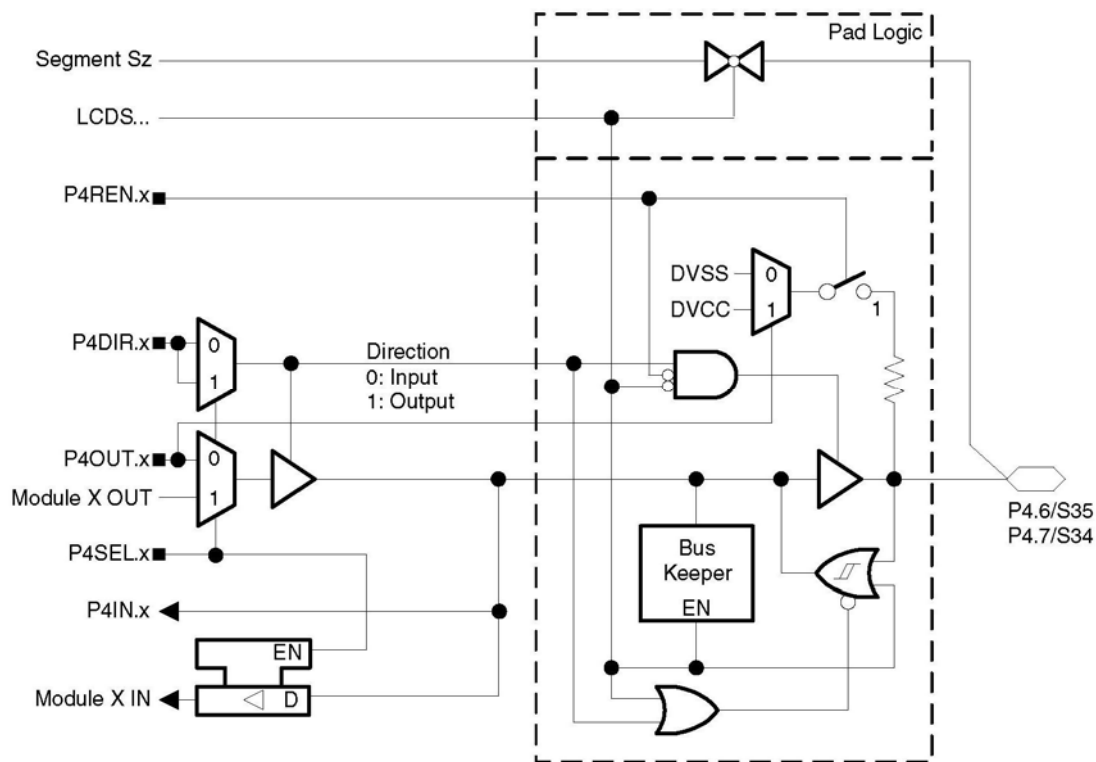 Pad Logic
Segment Sz
LCDS...
P4REN.x
DVSS
0
DVCC
1
1
P4DIR.x
0
1
Direction
0: Input
1: Output
P4OUT.x
0
Module X OUT
1
P4.6/S35
P4.7/S34
P4SEL.x
Bus
Keeper
EN
P4IN.x
EN
Module X IN
D